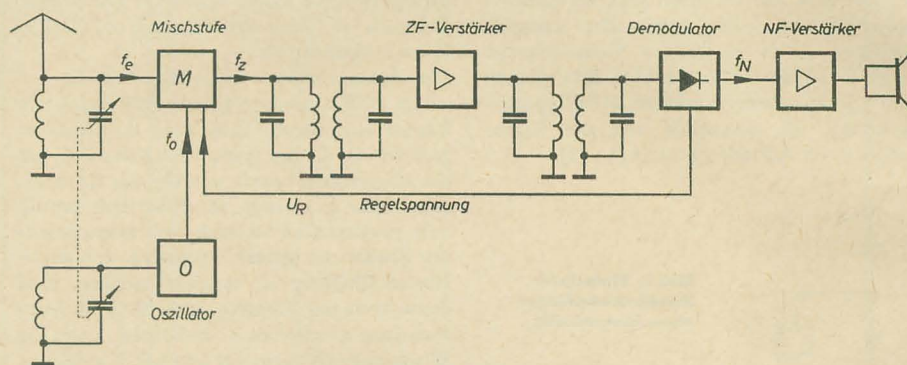 Mischstufe
ZF-Verstärker
Demodulator
NF-Verstärker
fe
M
fz
fN
fo
UR Regelspannung
O
Oszillator